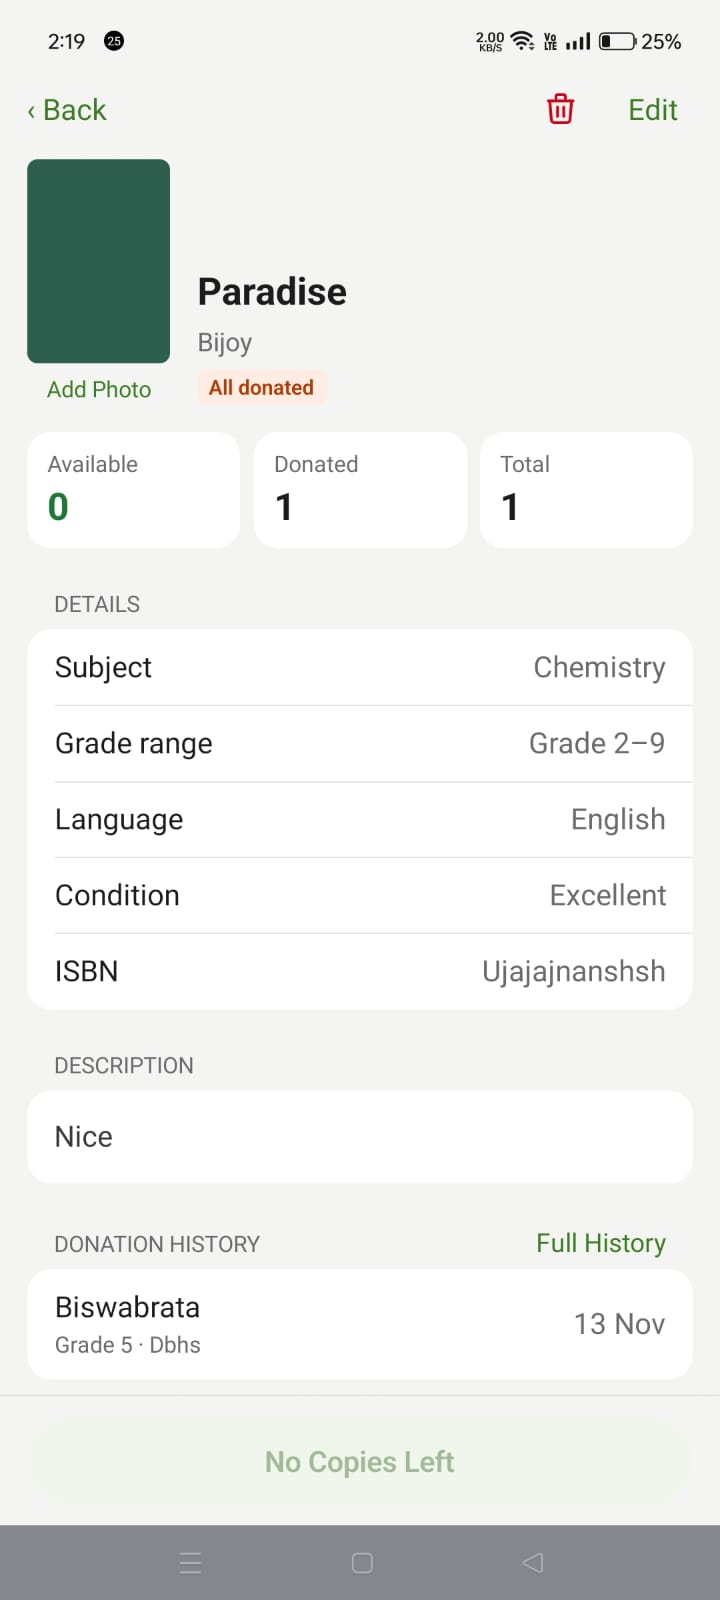 2:19 25 2.00 KB/S Vo LTE 25%
‹ Back Edit
Paradise
Bijoy
Add Photo All donated
Available Donated Total
0 1 1
DETAILS
Subject Chemistry
Grade range Grade 2–9
Language English
Condition Excellent
ISBN Ujajajnanshsh
DESCRIPTION
Nice
DONATION HISTORY Full History
Biswabrata
13 Nov
Grade 5 · Dbhs
No Copies Left